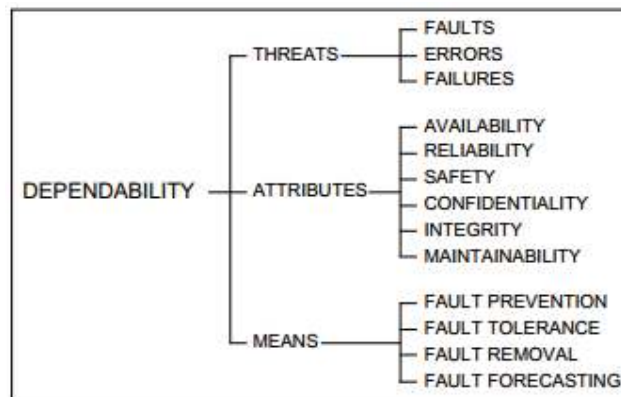 DEPENDABILITY
THREATS
FAULTS
ERRORS
FAILURES
ATTRIBUTES
AVAILABILITY
RELIABILITY
SAFETY
CONFIDENTIALITY
INTEGRITY
MAINTAINABILITY
MEANS
FAULT PREVENTION
FAULT TOLERANCE
FAULT REMOVAL
FAULT FORECASTING